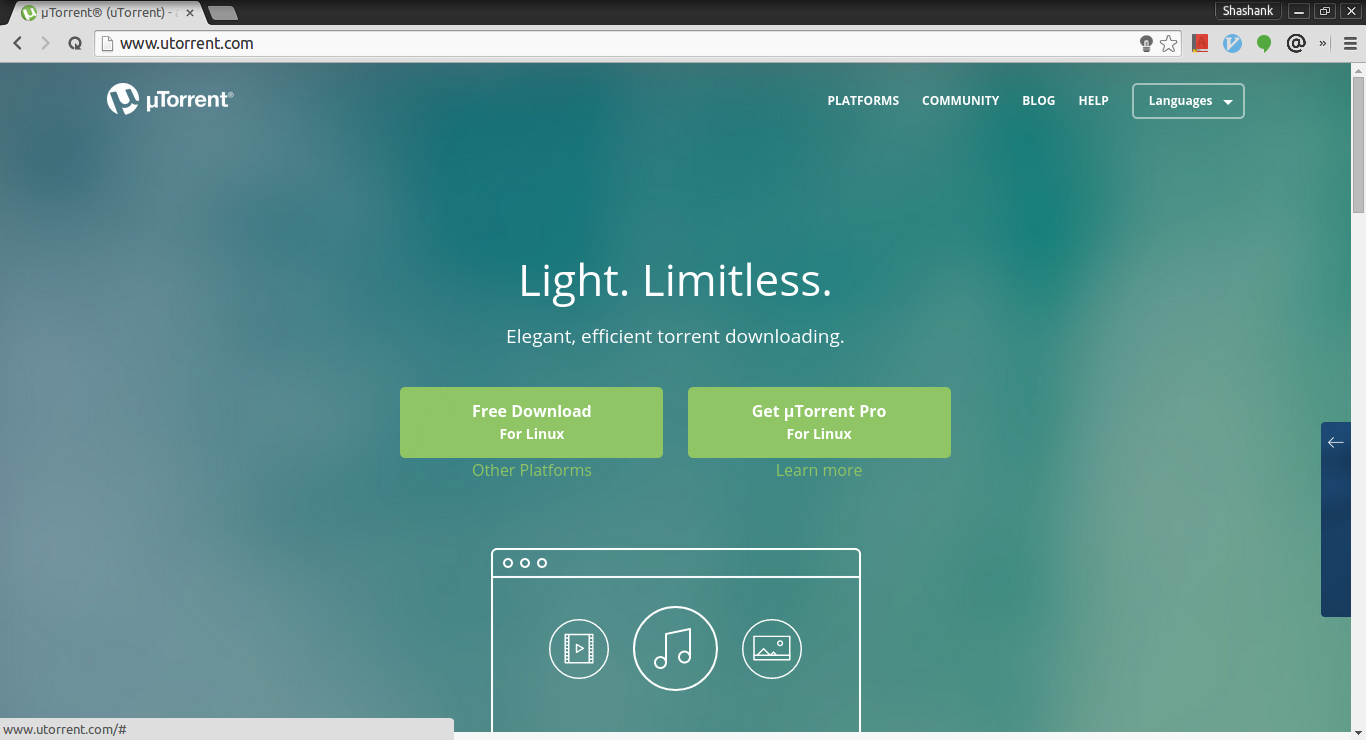 µTorrent® (uTorrent) - a
Shashank
www.utorrent.com
µTorrent®
PLATFORMS
COMMUNITY
BLOG
HELP
Languages
Light. Limitless.
Elegant, efficient torrent downloading.
Free Download
For Linux
Get µTorrent Pro
For Linux
Other Platforms
Learn more
www.utorrent.com/#